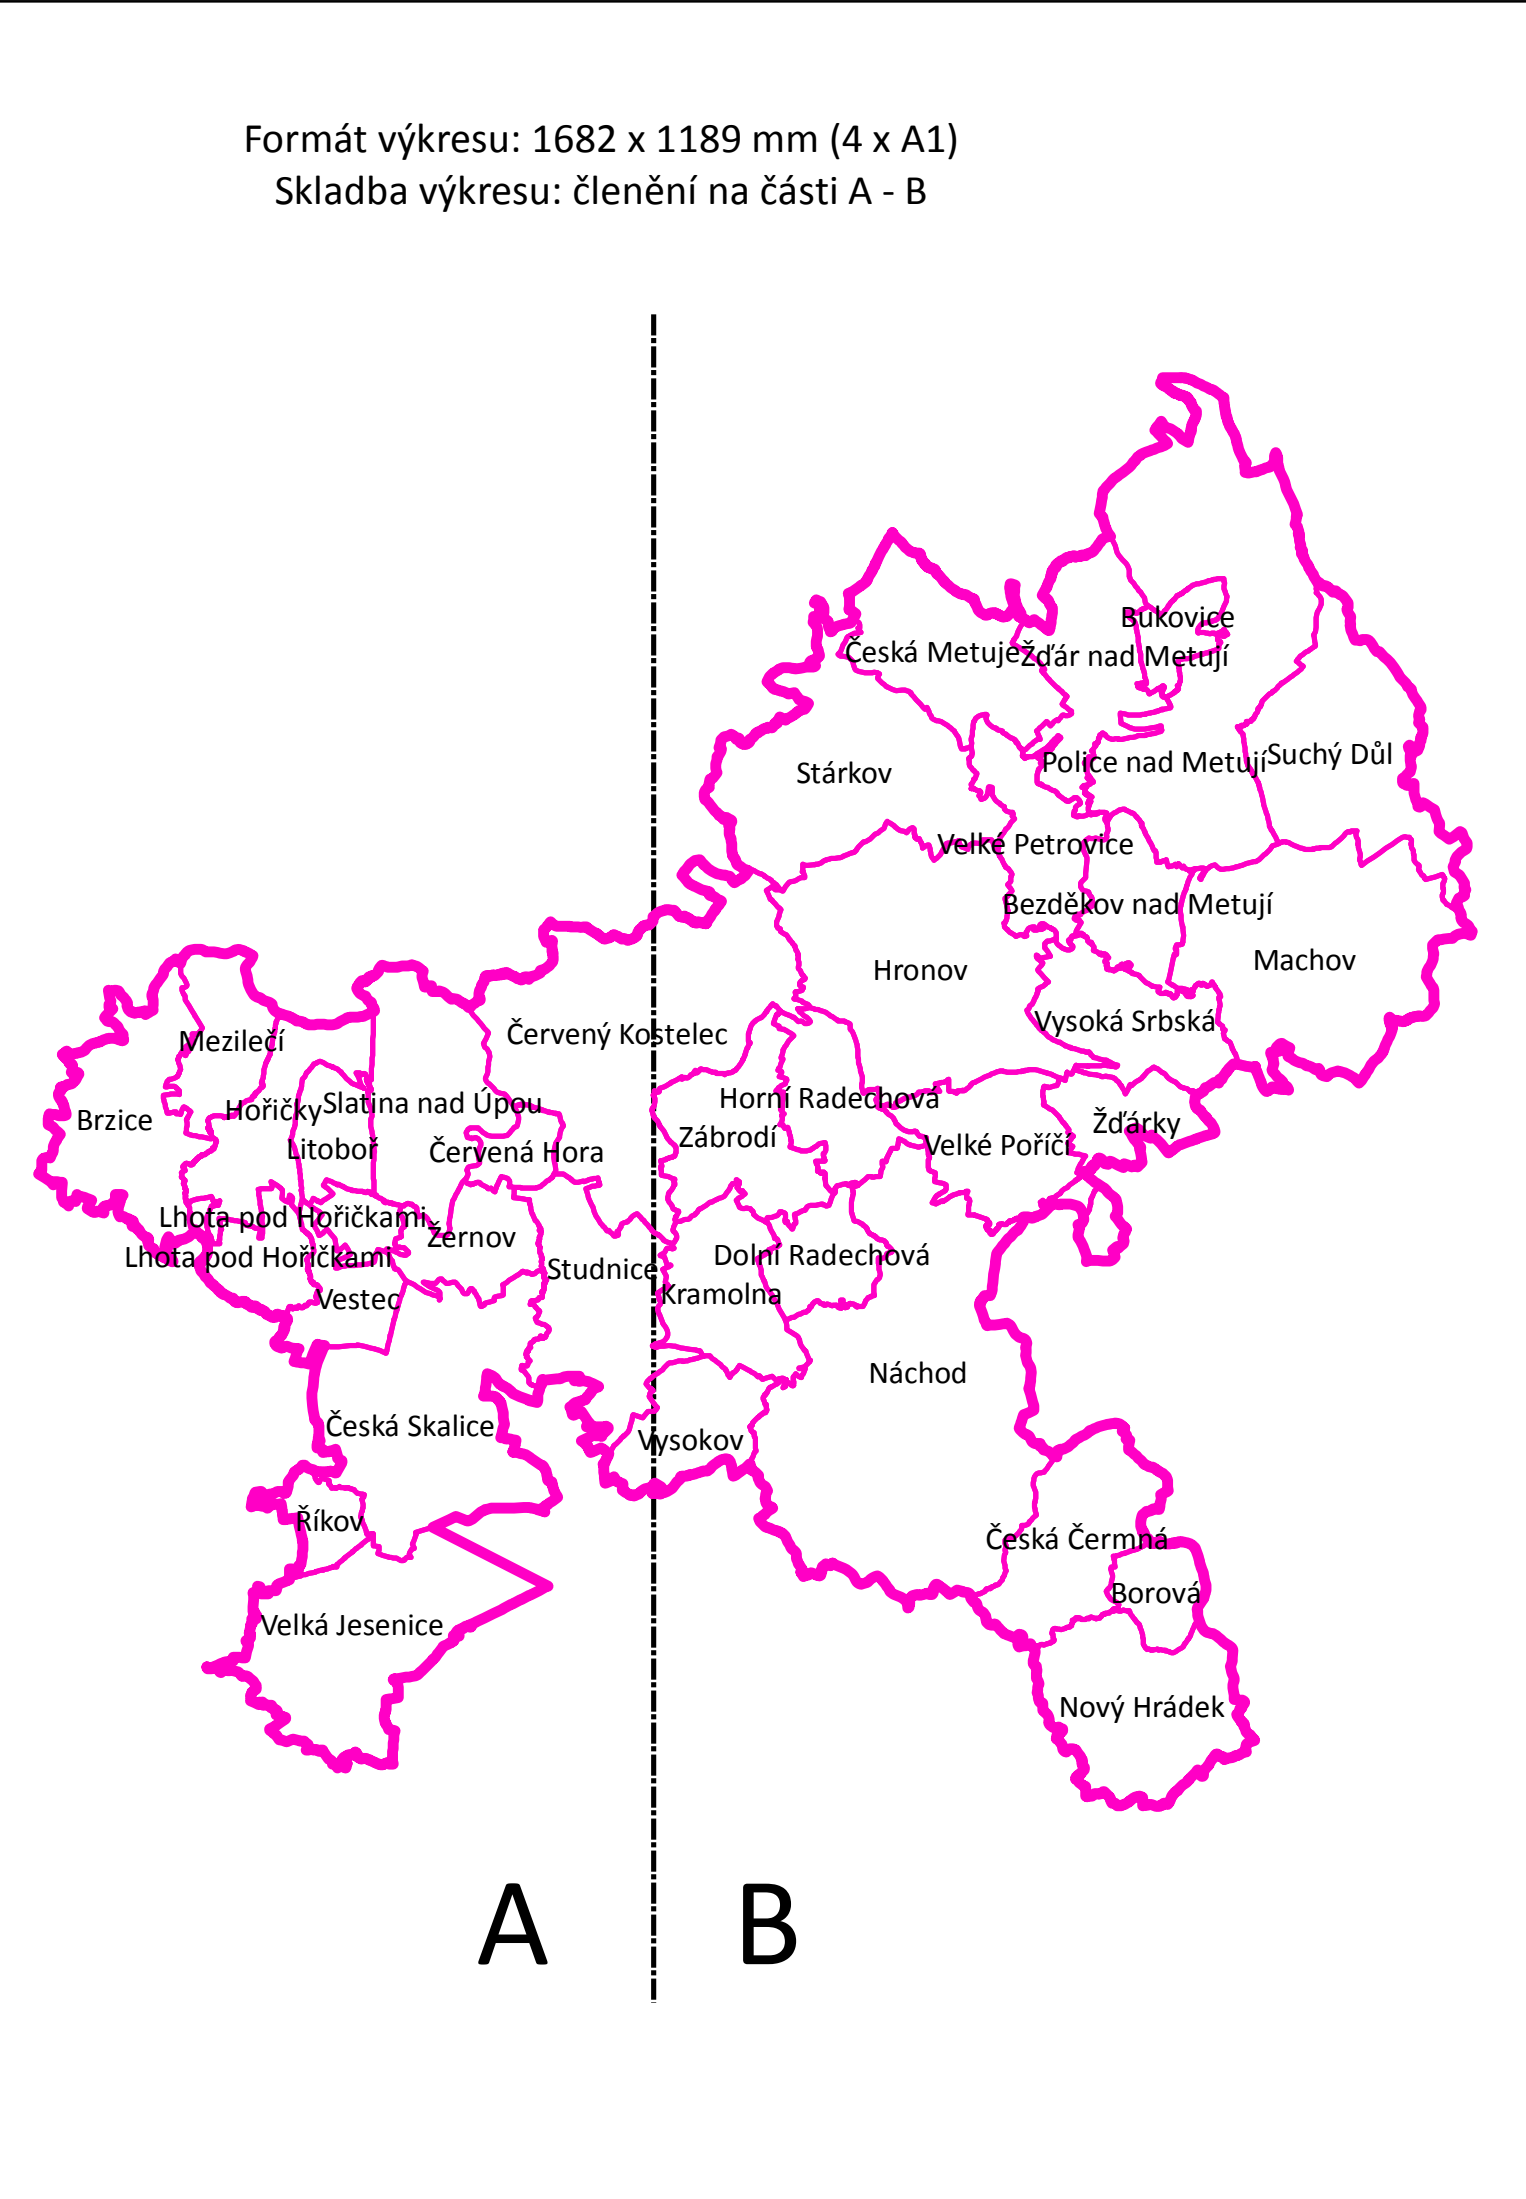 Formát výkresu: 1682 x 1189 mm (4 x A1)
Skladba výkresu: členění na části A - B
Bukovice
Česká Metuje
Žďár nad Metují
Suchý Důl
Police nad Metují
Stárkov
Velké Petrovice
Bezděkov nad Metují
Machov
Hronov
Vysoká Srbská
Červený Kostelec
Mezilečí
Horní Radechová
Slatina nad Úpou
Hořičky
Brzice
Žďárky
Zábrodí
Velké Poříčí
Litoboř
Červená Hora
Lhota pod Hořičkami
Žernov
Lhota pod Hořičkami
Dolní Radechová
Studnice
Kramolna
Vestec
Náchod
Česká Skalice
Vysokov
Říkov
Česká Čermná
Borová
Velká Jesenice
Nový Hrádek
A B